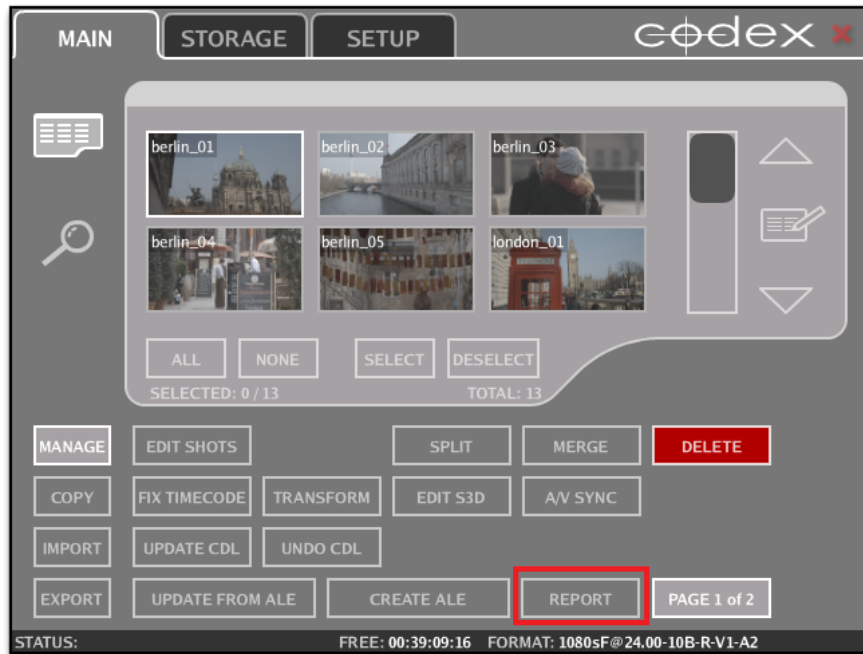 MAIN
STORAGE
SETUP
codex
berlin_01
berlin_02
berlin_03
berlin_04
berlin_05
london_01
ALL
NONE
SELECT
DESELECT
SELECTED: 0 / 13
TOTAL: 13
MANAGE
EDIT SHOTS
SPLIT
MERGE
DELETE
COPY
FIX TIMECODE
TRANSFORM
EDIT S3D
A/V SYNC
IMPORT
UPDATE CDL
UNDO CDL
EXPORT
UPDATE FROM ALE
CREATE ALE
REPORT
PAGE 1 of 2
STATUS:
FREE: 00:39:09:16
FORMAT: 1080sF@24.00-10B-R-V1-A2